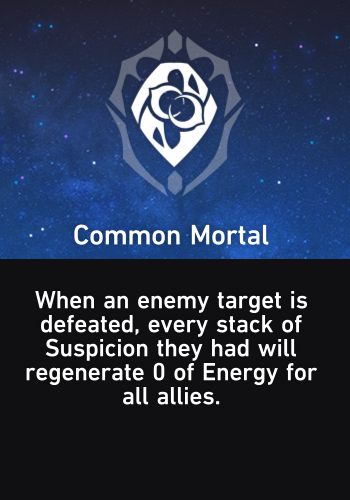 Common Mortal
When an enemy target is
defeated, every stack of
Suspicion they had will
regenerate 0 of Energy for
all allies.